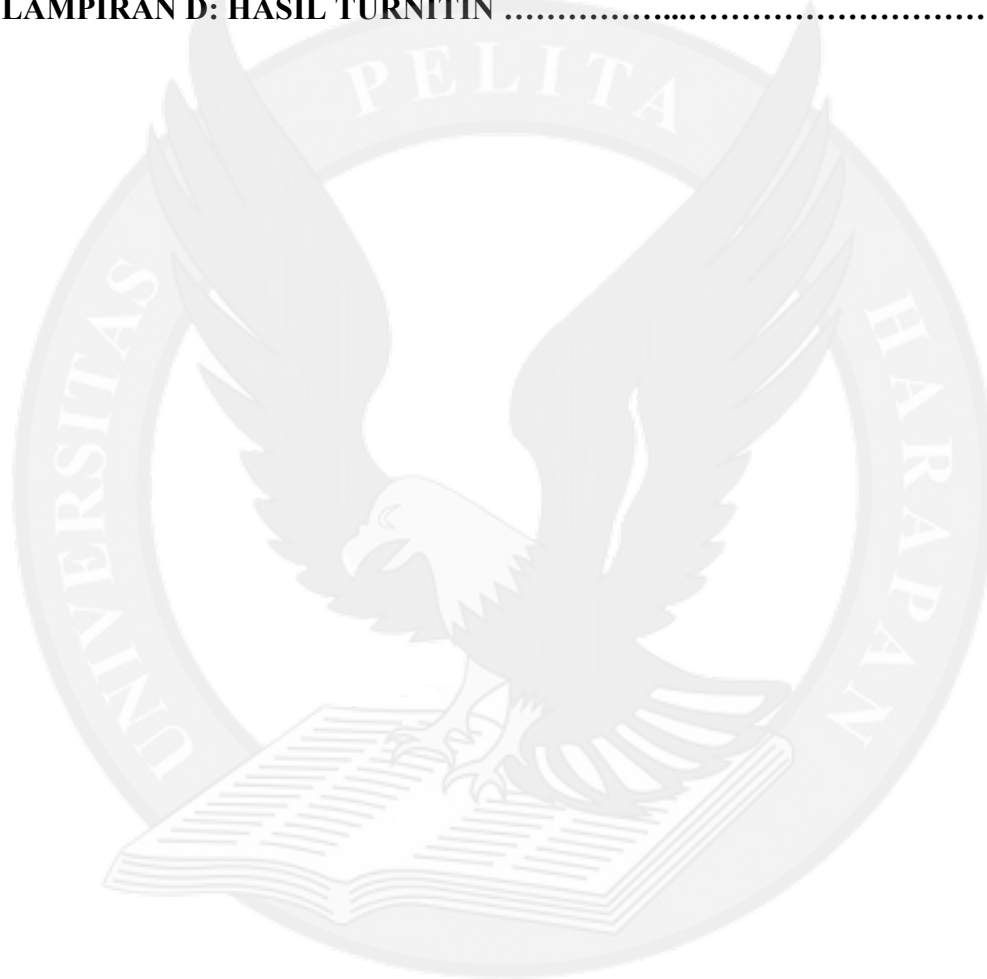 LAMPIRAN D: HASIL TURNITIN ……………....………………………
UNIVERSITAS PELITA HARAPAN